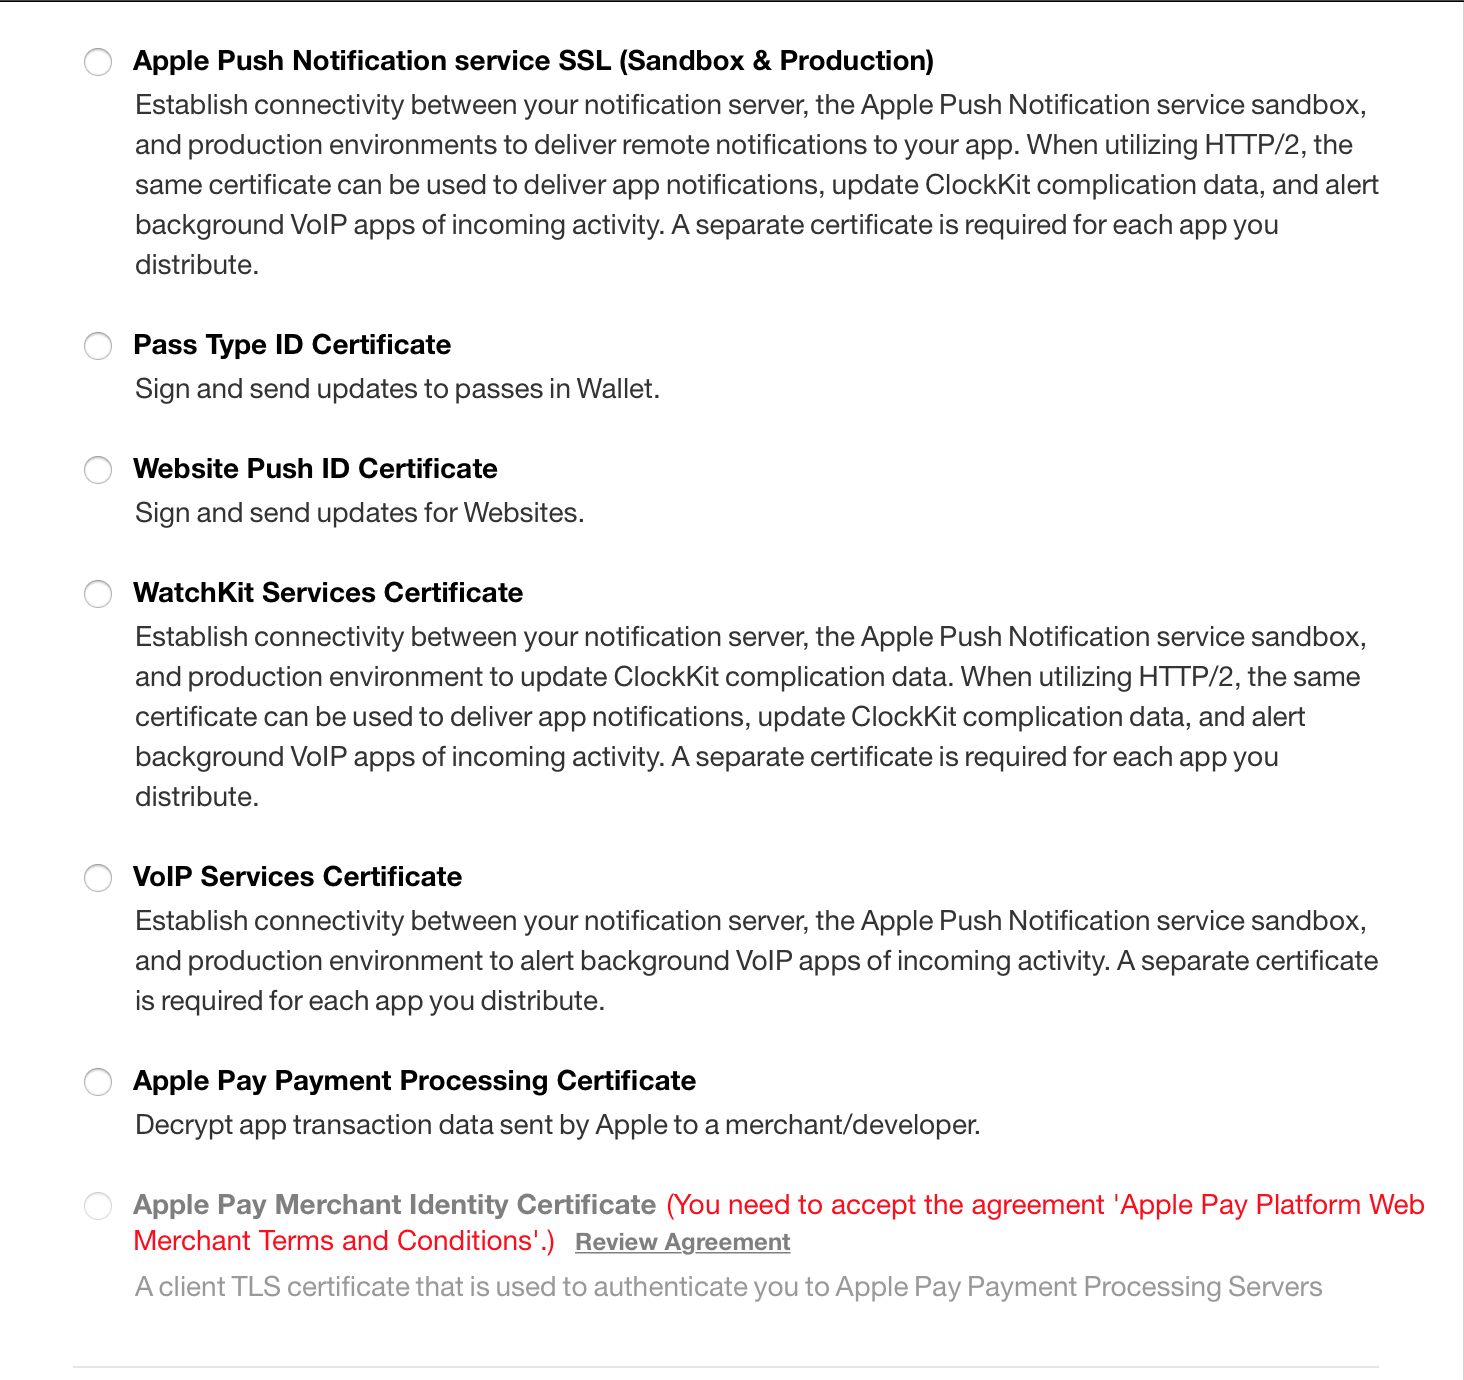 Apple Push Notification service SSL (Sandbox & Production)
Establish connectivity between your notification server, the Apple Push Notification service sandbox,
and production environments to deliver remote notifications to your app. When utilizing HTTP/2, the
same certificate can be used to deliver app notifications, update ClockKit complication data, and alert
background VoIP apps of incoming activity. A separate certificate is required for each app you
distribute.
Pass Type ID Certificate
Sign and send updates to passes in Wallet.
Website Push ID Certificate
Sign and send updates for Websites.
WatchKit Services Certificate
Establish connectivity between your notification server, the Apple Push Notification service sandbox,
and production environment to update ClockKit complication data. When utilizing HTTP/2, the same
certificate can be used to deliver app notifications, update ClockKit complication data, and alert
background VoIP apps of incoming activity. A separate certificate is required for each app you
distribute.
VoIP Services Certificate
Establish connectivity between your notification server, the Apple Push Notification service sandbox,
and production environment to alert background VoIP apps of incoming activity. A separate certificate
is required for each app you distribute.
Apple Pay Payment Processing Certificate
Decrypt app transaction data sent by Apple to a merchant/developer.
Apple Pay Merchant Identity Certificate (You need to accept the agreement 'Apple Pay Platform Web
Merchant Terms and Conditions'.) Review Agreement
A client TLS certificate that is used to authenticate you to Apple Pay Payment Processing Servers